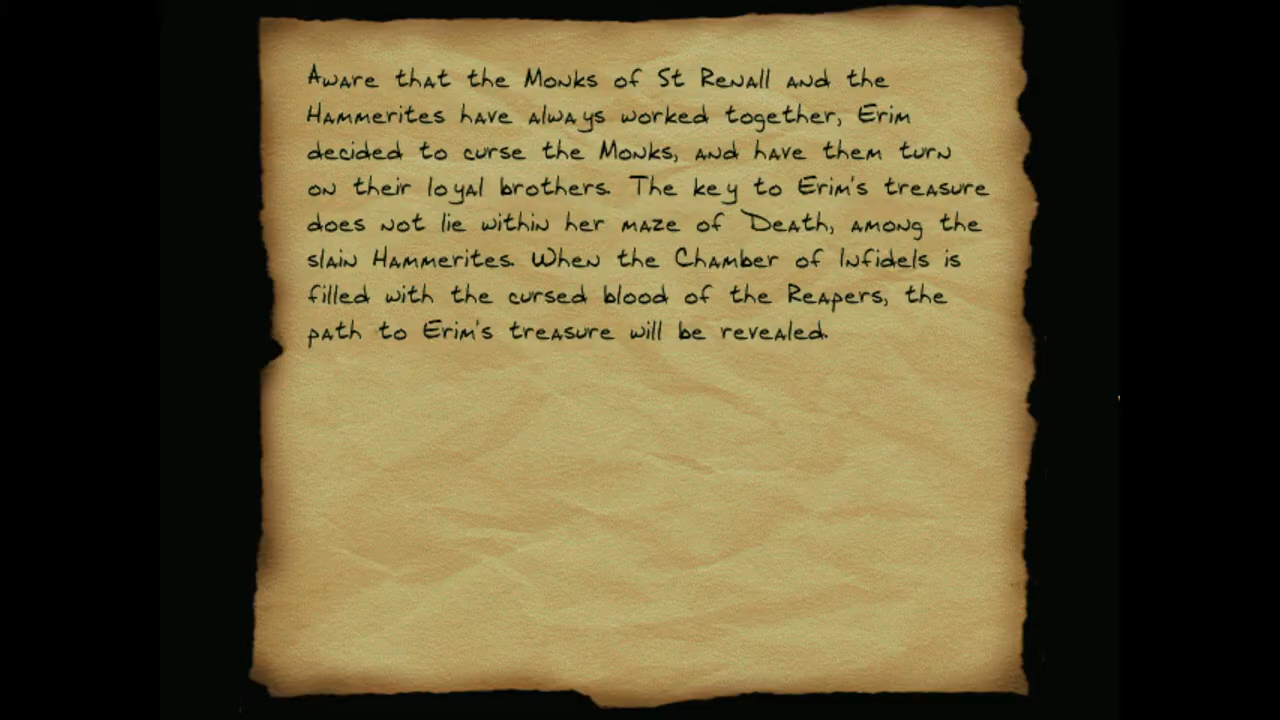 Aware that the Monks of St Renall and the
Hammerites have always worked together, Erim
decided to curse the Monks, and have them turn
on their loyal brothers. The key to Erim's treasure
does not lie within her maze of Death, among the
slain Hammerites. When the Chamber of Infidels is
filled with the cursed blood of the Reapers, the
path to Erim's treasure will be revealed.